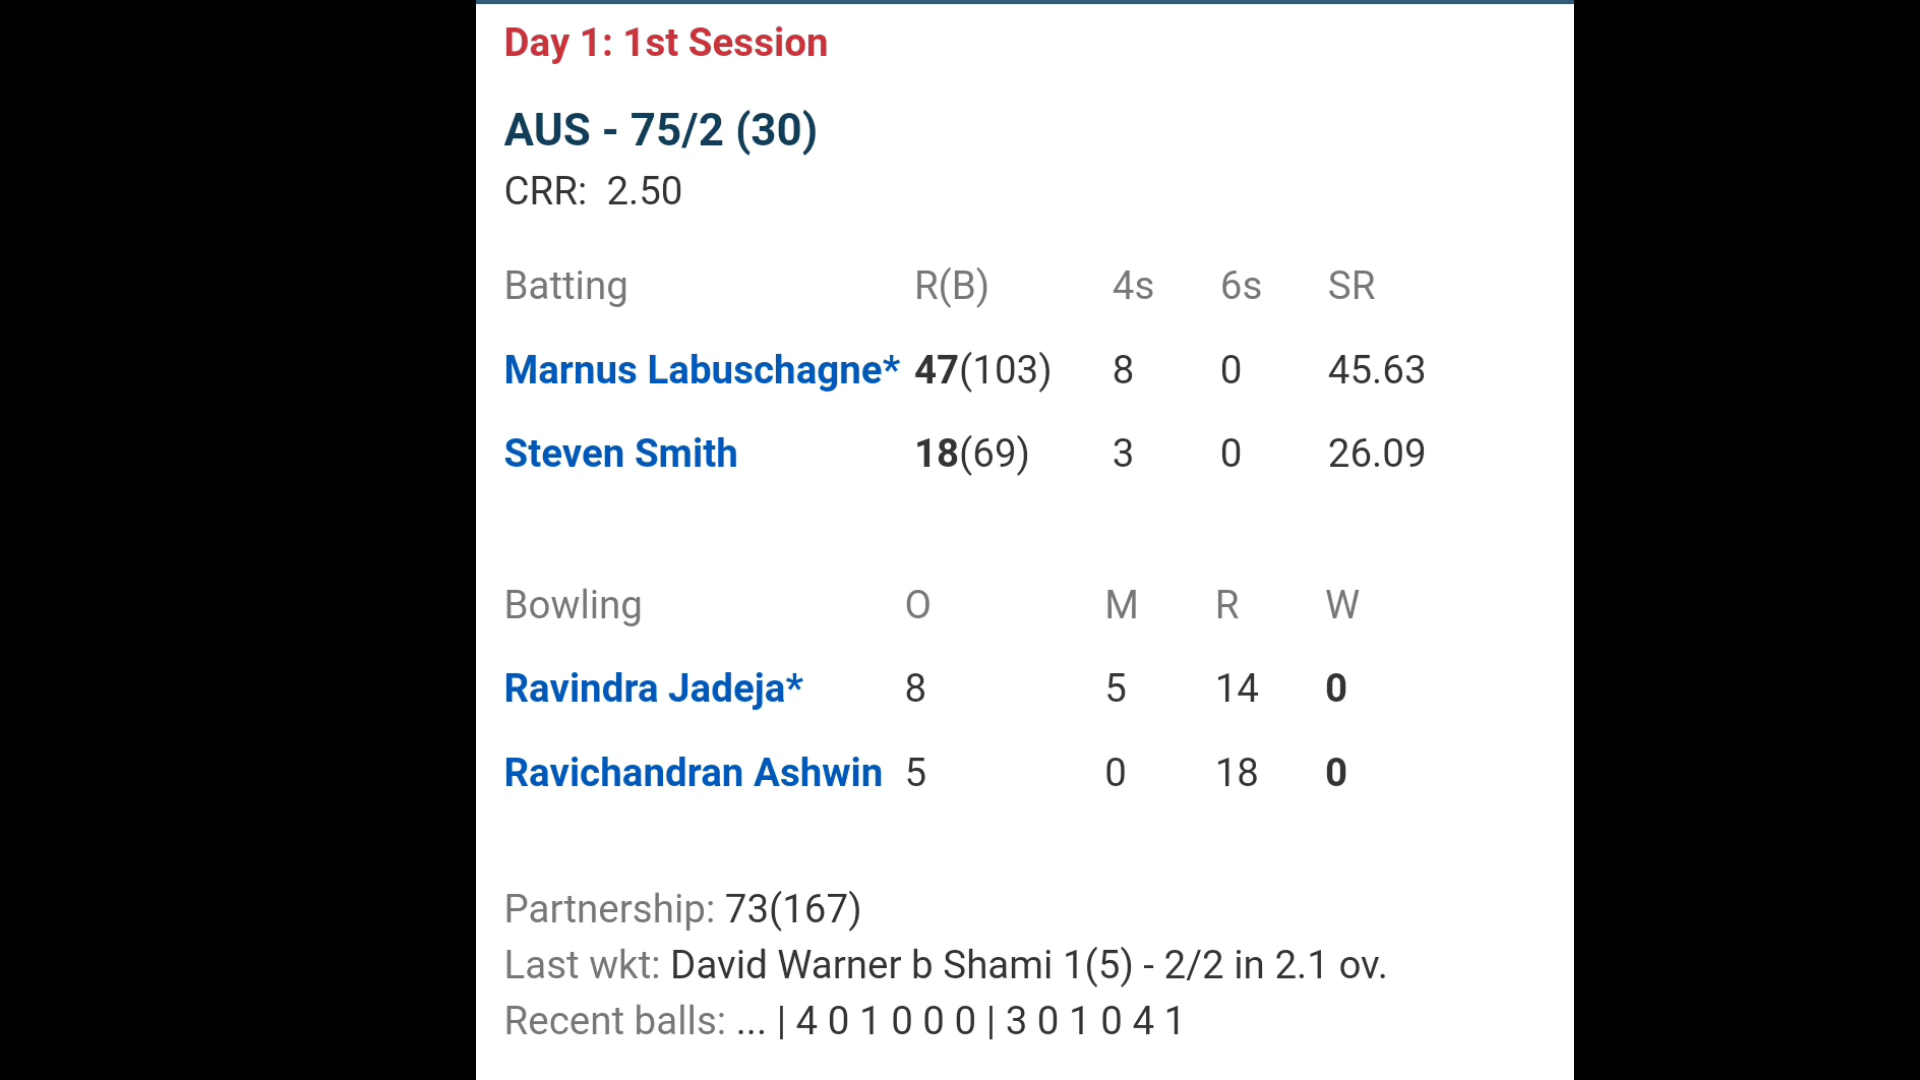 Day 1: 1st Session
AUS - 75/2 (30)
CRR: 2.50
Batting R(B) 4s 6s SR
Marnus Labuschagne* 47(103) 8 0 45.63
Steven Smith 18(69) 3 0 26.09
Bowling O M R W
Ravindra Jadeja* 8 5 14 0
Ravichandran Ashwin 5 0 18 0
Partnership: 73(167)
Last wkt: David Warner b Shami 1(5) - 2/2 in 2.1 ov.
Recent balls: ... | 4 0 1 0 0 0 | 3 0 1 0 4 1